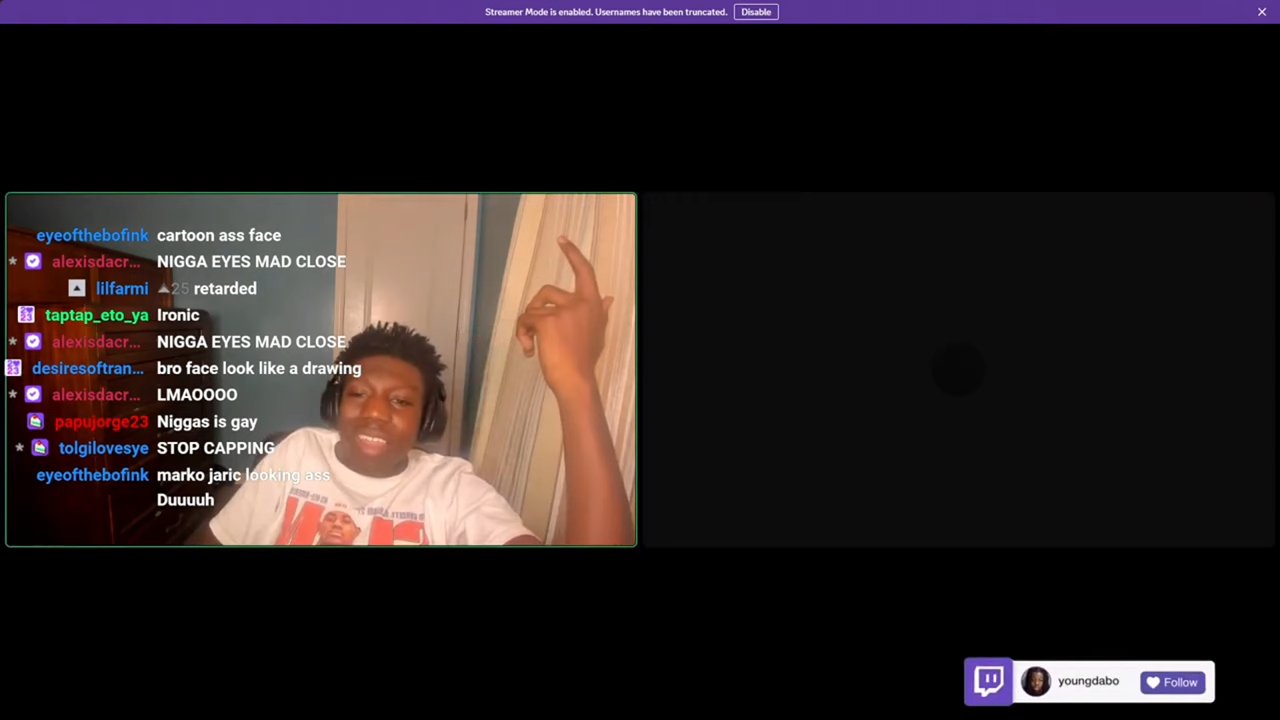 Streamer Mode is enabled. Usernames have been truncated. Disable
eyeofthebofink cartoon ass face
alexisdacr... NIGGA EYES MAD CLOSE
lilfarmi 25 retarded
taptap_eto_ya Ironic
alexisdacr... NIGGA EYES MAD CLOSE
desiresoftran... bro face look like a drawing
alexisdacr... LMAOOOO
papujorge23 Niggas is gay
tolgilovesye STOP CAPPING
eyeofthebofink marko jaric looking ass
Duuuuh
youngdabo Follow